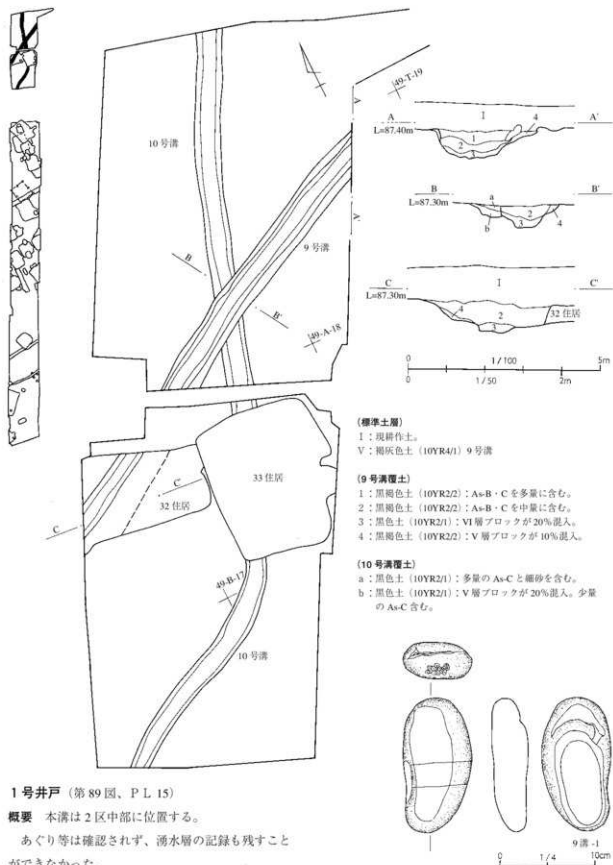 10号溝
9号溝
B
B'
49-T-19
49-A-18
V
V
A
A'
L=87.40m
I
1
2
3
4
B
B'
L=87.30m
a
b
2
3
4
C
C'
L=87.30m
I
4
2
3
32住居
0 1/100 5m
1/50 2m
33住居
32住居
C
C'
49-B-17
10号溝
(標準土層)
I：現耕作土。
V：褐灰色土（10YR4/1）9号溝
(9号溝覆土)
1：黒褐色土（10YR2/2）：As-B・Cを多量に含む。
2：黒褐色土（10YR2/2）：As-B・Cを中量に含む。
3：黒色土（10YR2/1）：VI層ブロックが20%混入。
4：黒褐色土（10YR2/2）：V層ブロックが10%混入。
(10号溝覆土)
a：黒色土（10YR2/1）：多量のAs-Cと細砂を含む。
b：黒色土（10YR2/1）：V層ブロックが20%混入。少量
のAs-C含む。
9溝-1
0 1/4 10cm
1号井戸（第89図、PL 15）
概要 本溝は2区中部に位置する。
あぐり等は確認されず、湧水層の記録も残すこと
ができなかった